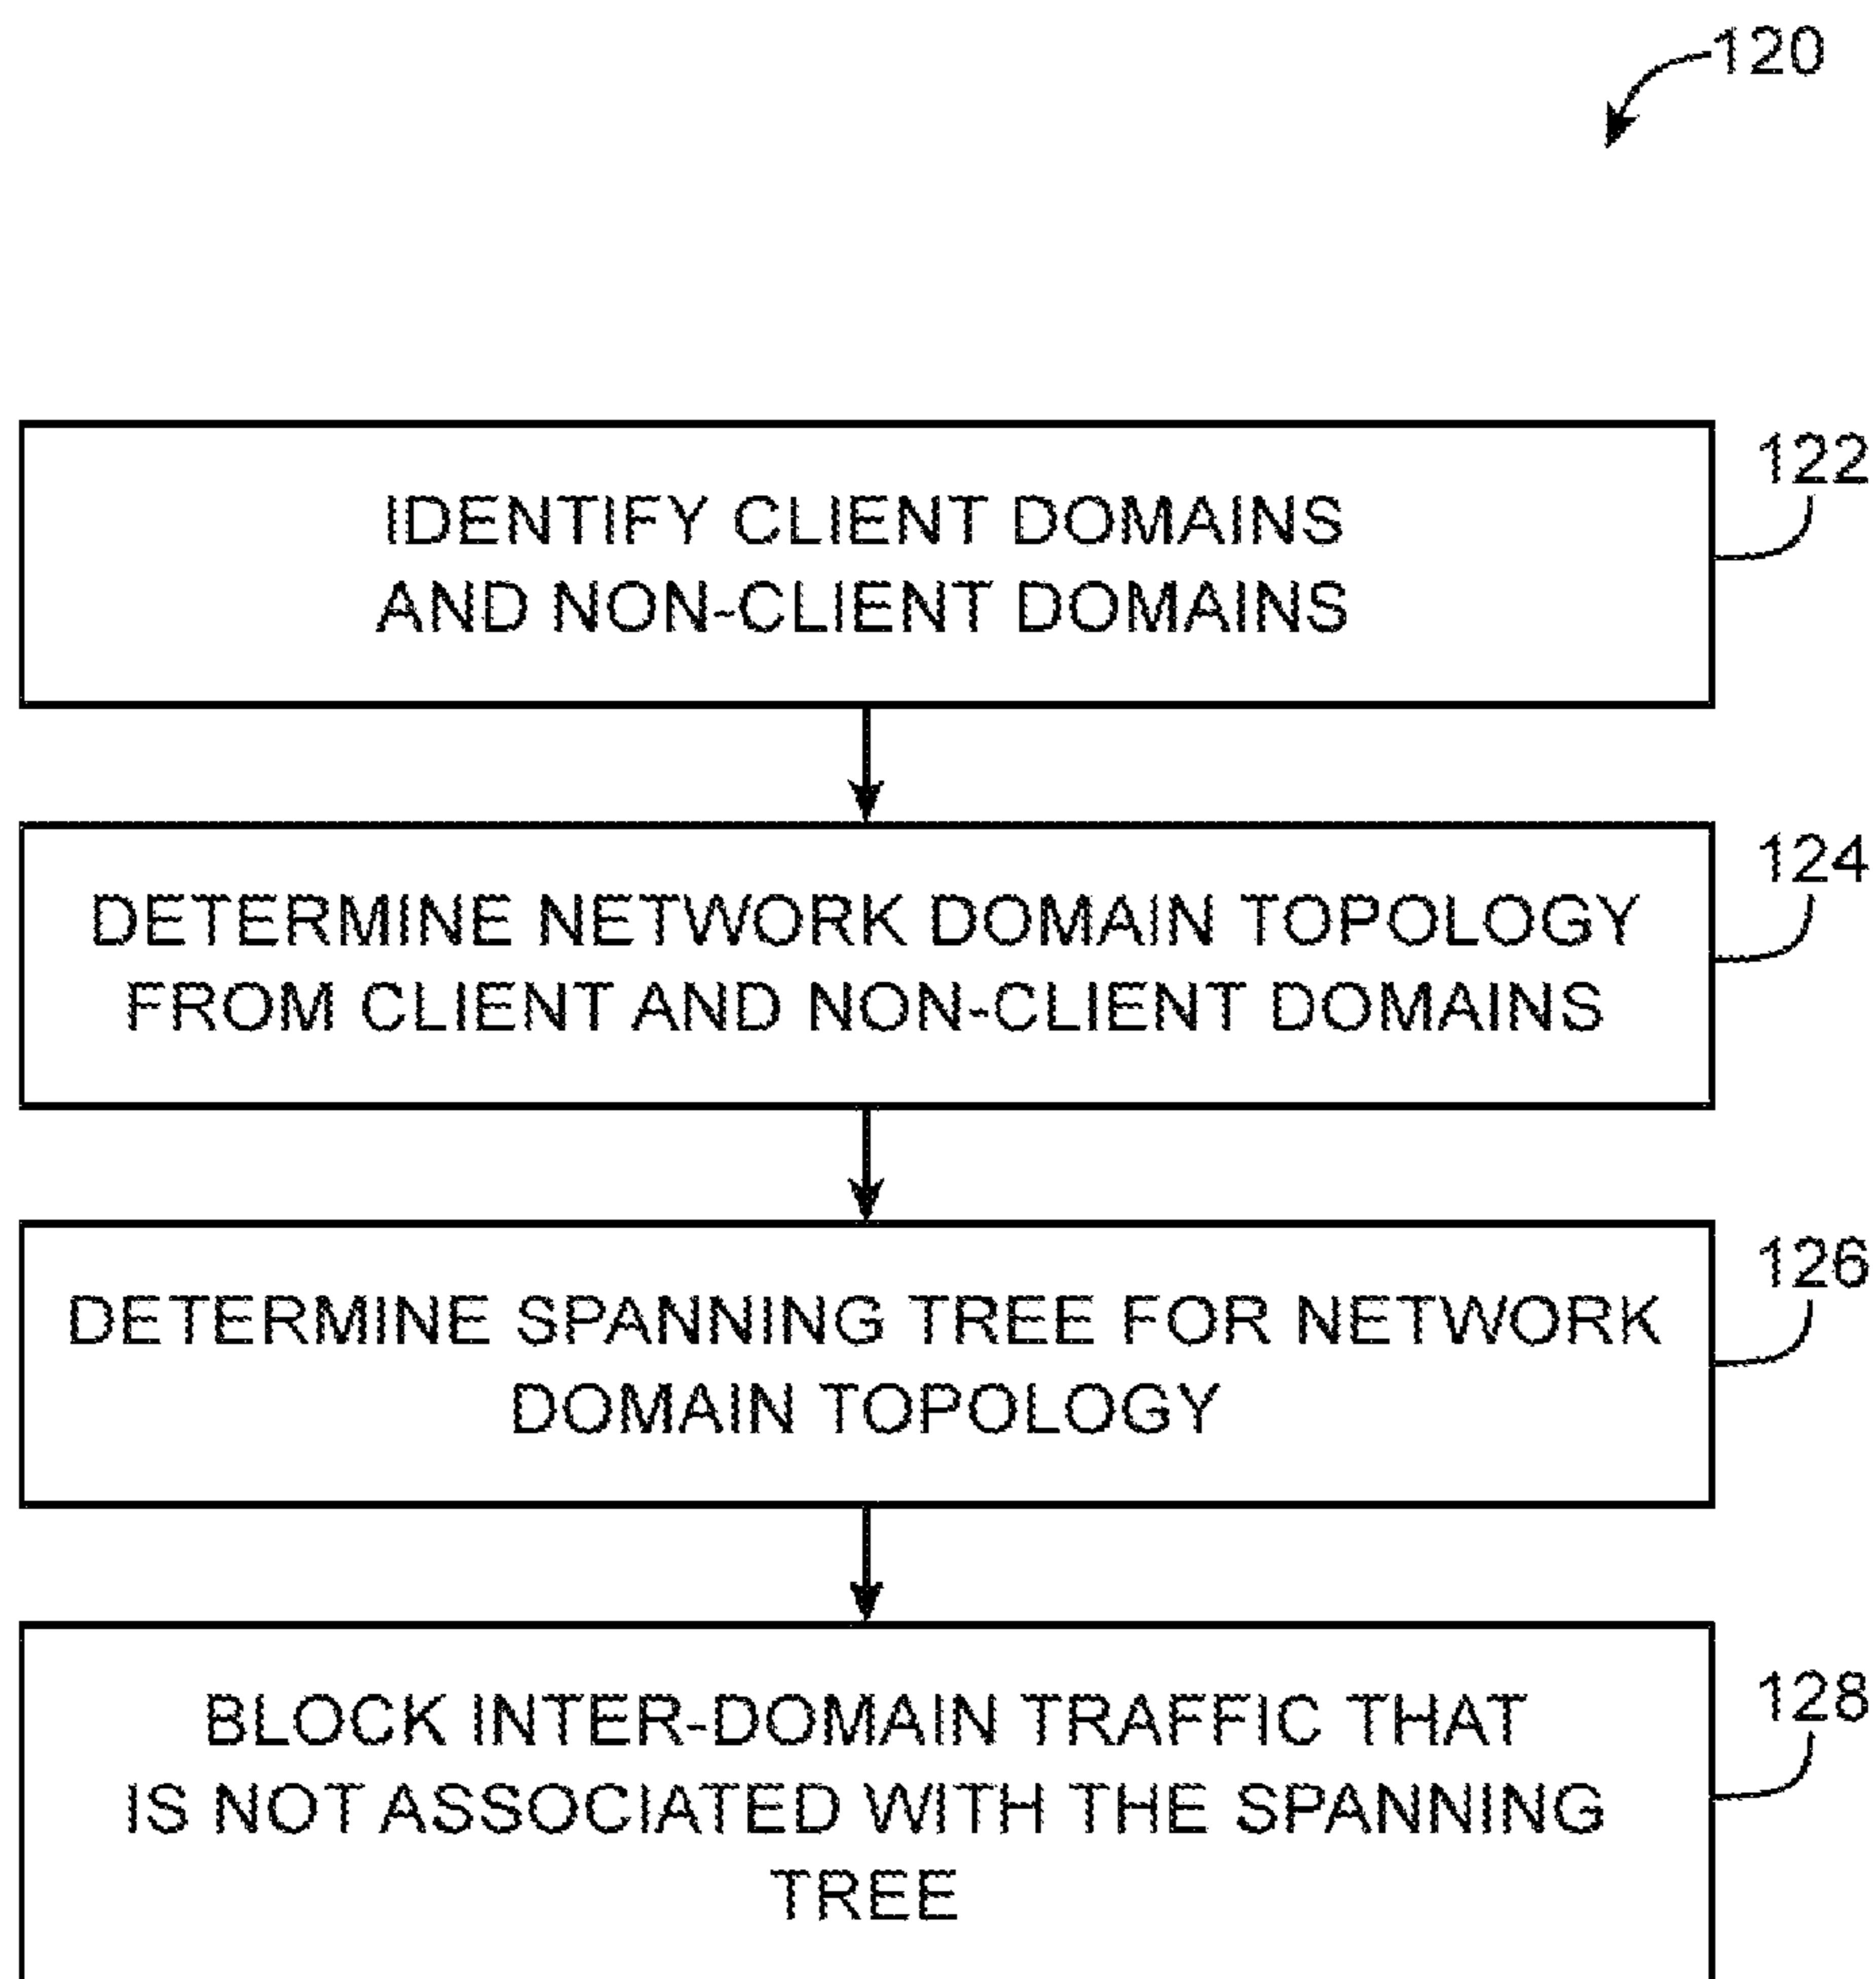 120
122
IDENTIFY CLIENT DOMAINS
AND NON-CLIENT DOMAINS
124
DETERMINE NETWORK DOMAIN TOPOLOGY
FROM CLIENT AND NON-CLIENT DOMAINS
126
DETERMINE SPANNING TREE FOR NETWORK
DOMAIN TOPOLOGY
128
BLOCK INTER-DOMAIN TRAFFIC THAT
IS NOT ASSOCIATED WITH THE SPANNING
TREE